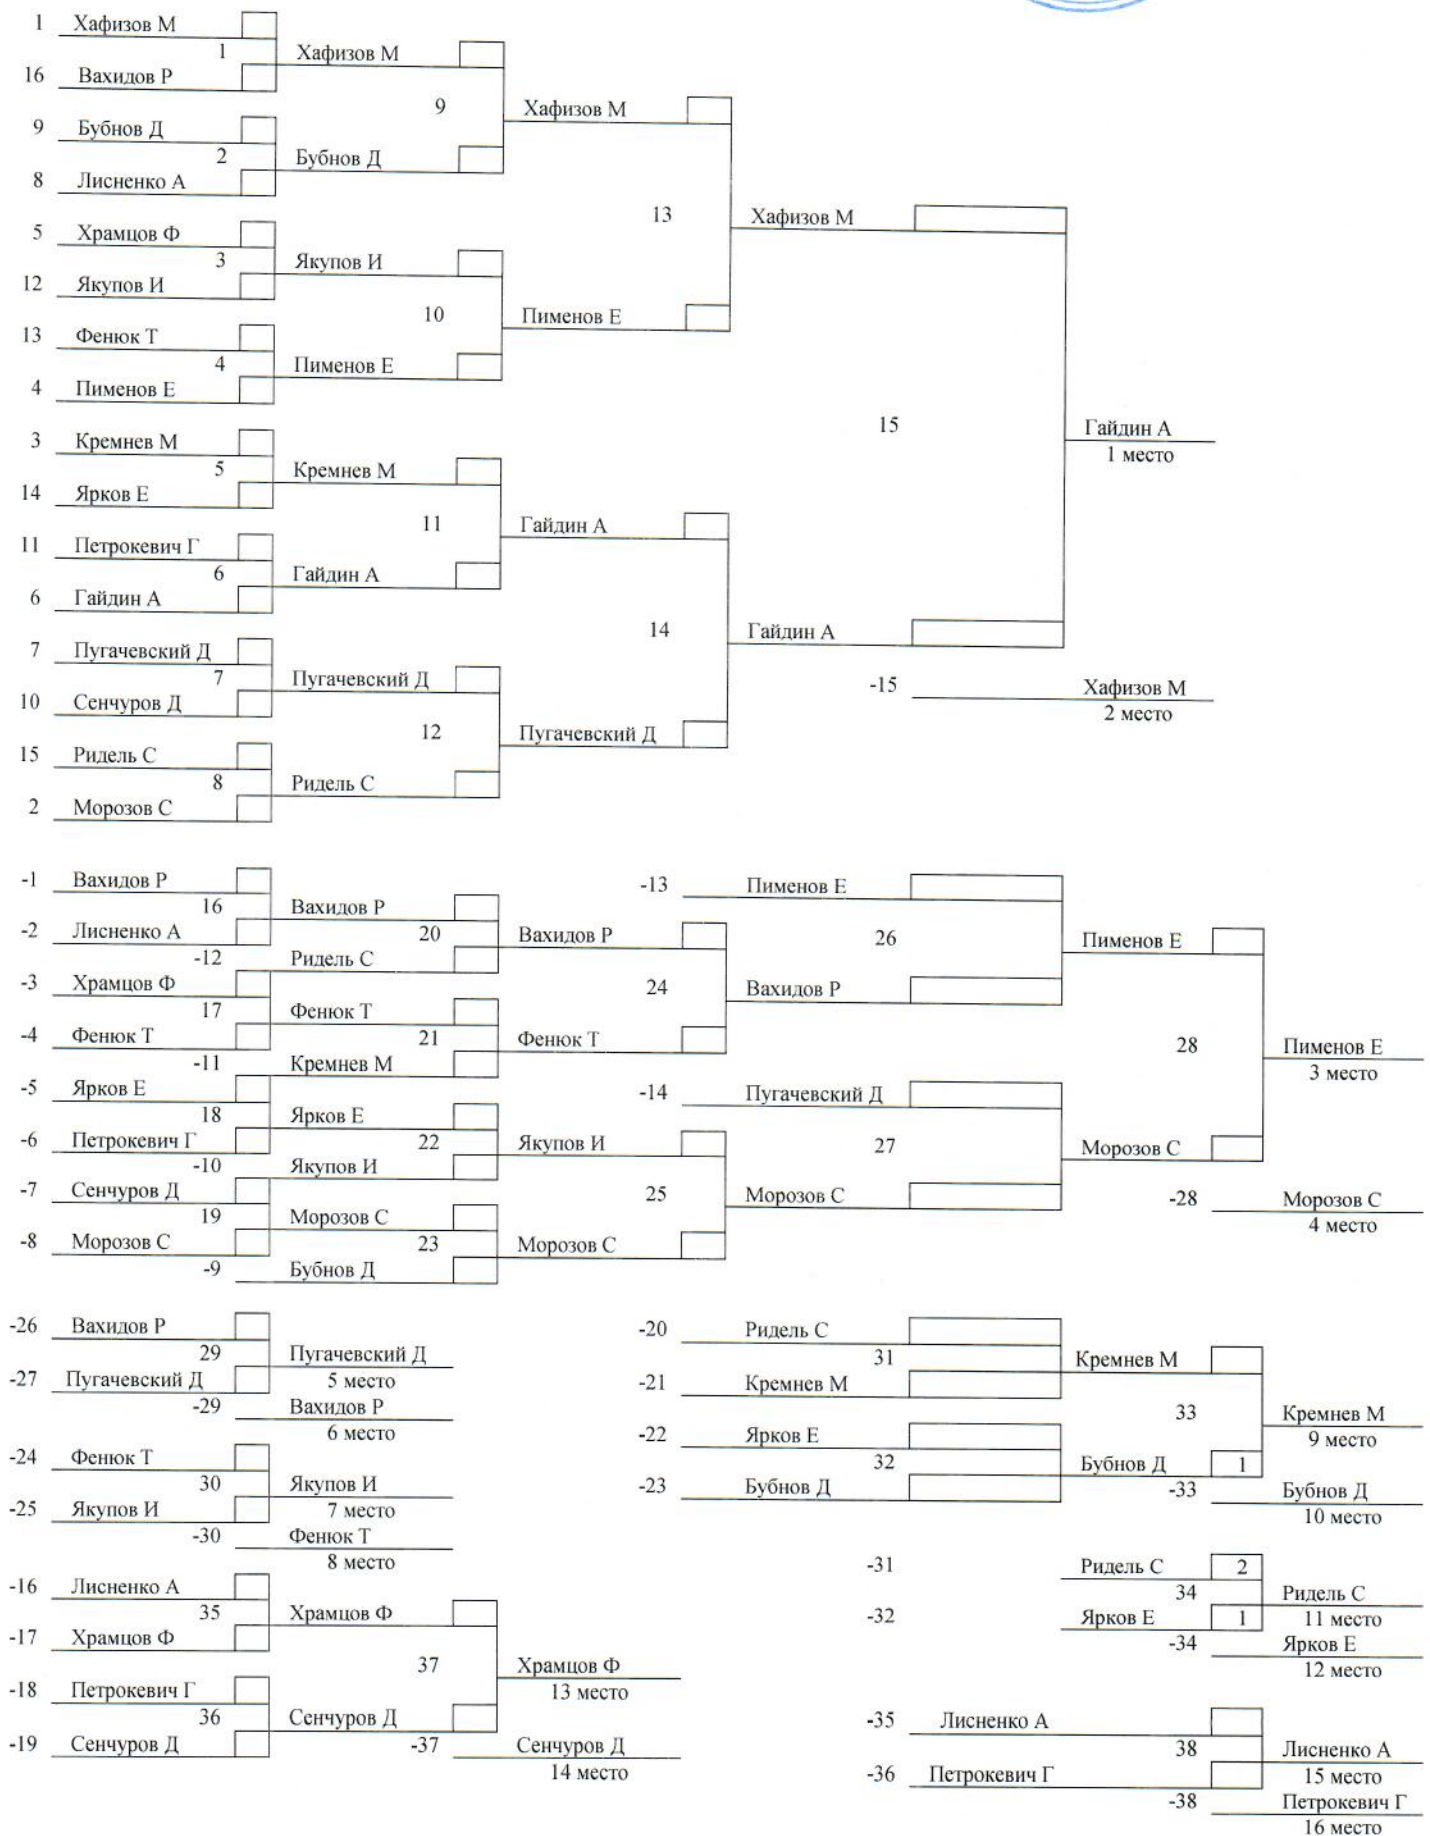 1 Хафизов М
1 Хафизов М
16 Вахидов Р
9 Хафизов М
9 Бубнов Д
2 Бубнов Д
8 Лисненко А
13 Хафизов М
5 Храмцов Ф
3 Якупов И
12 Якупов И
10 Пименов Е
13 Фенюк Т
4 Пименов Е
4 Пименов Е
15 Гайдин А
1 место
3 Кремнев М
5 Кремнев М
14 Ярков Е
11 Гайдин А
11 Петрокевич Г
6 Гайдин А
6 Гайдин А
14 Гайдин А
7 Пугачевский Д
7 Пугачевский Д
-15 Хафизов М
2 место
10 Сенчуров Д
12 Пугачевский Д
15 Ридель С
8 Ридель С
2 Морозов С
-1 Вахидов Р -13 Пименов Е
16 Вахидов Р
-2 Лисненко А 20 Вахидов Р 26 Пименов Е
-12 Ридель С
-3 Храмцов Ф 24 Вахидов Р
17 Фенюк Т
-4 Фенюк Т 21 Фенюк Т 28 Пименов Е
-11 Кремнев М 3 место
-5 Ярков Е -14 Пугачевский Д
18 Ярков Е
-6 Петрокевич Г 22 Якупов И 27 Морозов С
-10 Якупов И
-7 Сенчуров Д 25 Морозов С -28 Морозов С
19 Морозов С 4 место
-8 Морозов С 23 Морозов С
-9 Бубнов Д
-26 Вахидов Р -20 Ридель С
29 Пугачевский Д 31 Кремнев М
-27 Пугачевский Д 5 место -21 Кремнев М
-29 Вахидов Р 33 Кремнев М
6 место -22 Ярков Е 9 место
-24 Фенюк Т 32 Бубнов Д 1
30 Якупов И -23 Бубнов Д -33 Бубнов Д
-25 Якупов И 7 место 10 место
-30 Фенюк Т
8 место -31 Ридель С 2
-16 Лисненко А 34 Ридель С
35 Храмцов Ф -32 Ярков Е 1 11 место
-17 Храмцов Ф -34 Ярков Е
37 Храмцов Ф 12 место
13 место
-18 Петрокевич Г
36 Сенчуров Д -35 Лисненко А
-19 Сенчуров Д -37 Сенчуров Д 38 Лисненко А
14 место -36 Петрокевич Г 15 место
-38 Петрокевич Г
16 место